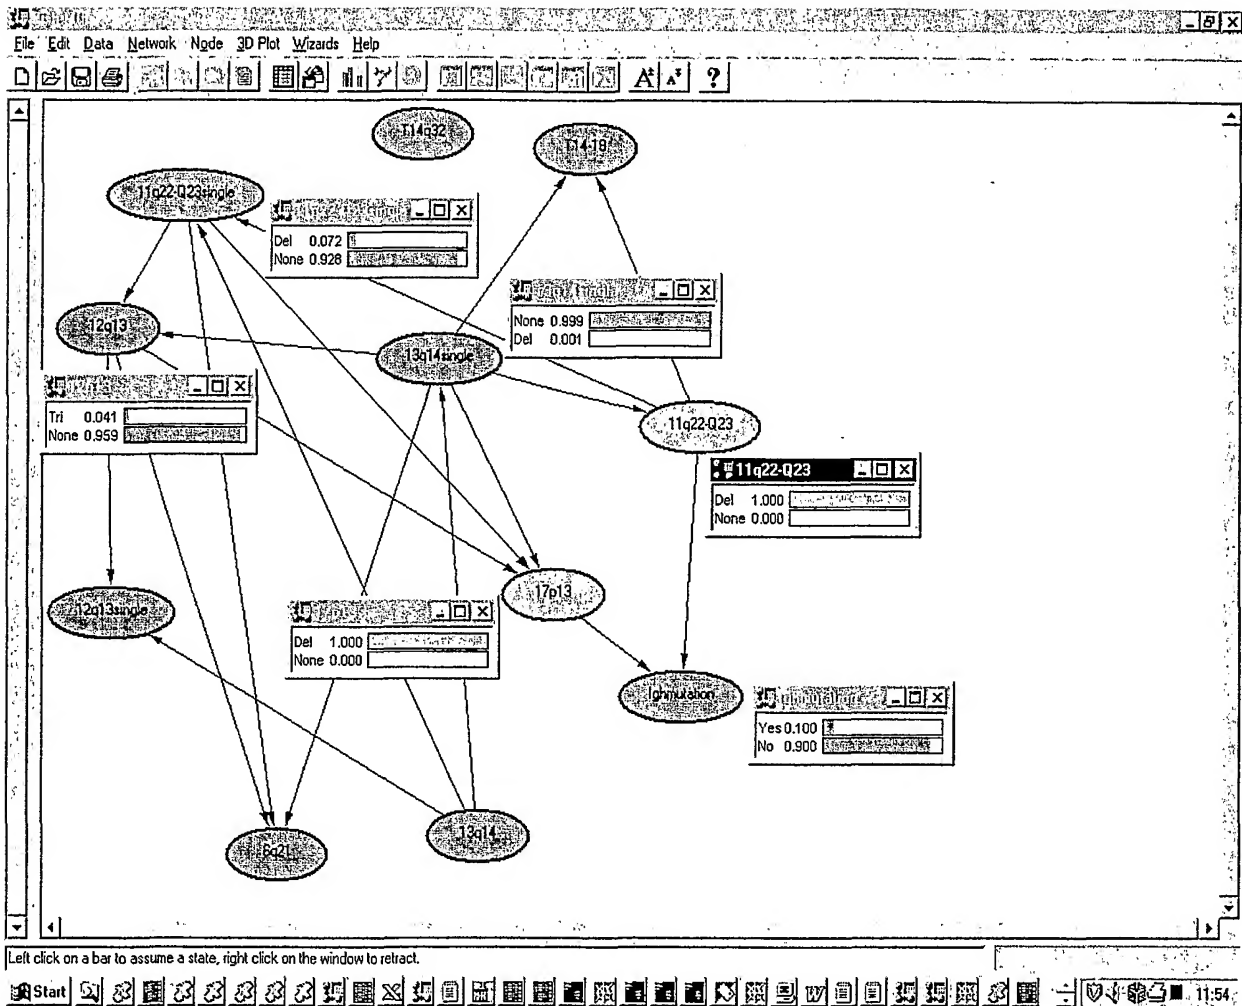 File Edit Data Network Node 3D Plot Wizards Help
T14q32
T14-18
11q22-Q23single
Del 0.072
None 0.928
None 0.999
Del 0.001
12q13
13q14single
Tri 0.041
None 0.959
11q22-Q23
11q22-Q23
Del 1.000
None 0.000
17p13
12q13single
Del 1.000
None 0.000
Ighmutation
Yes 0.100
No 0.900
13q14
6q21
Left click on a bar to assume a state, right click on the window to retract.
Start
11:54